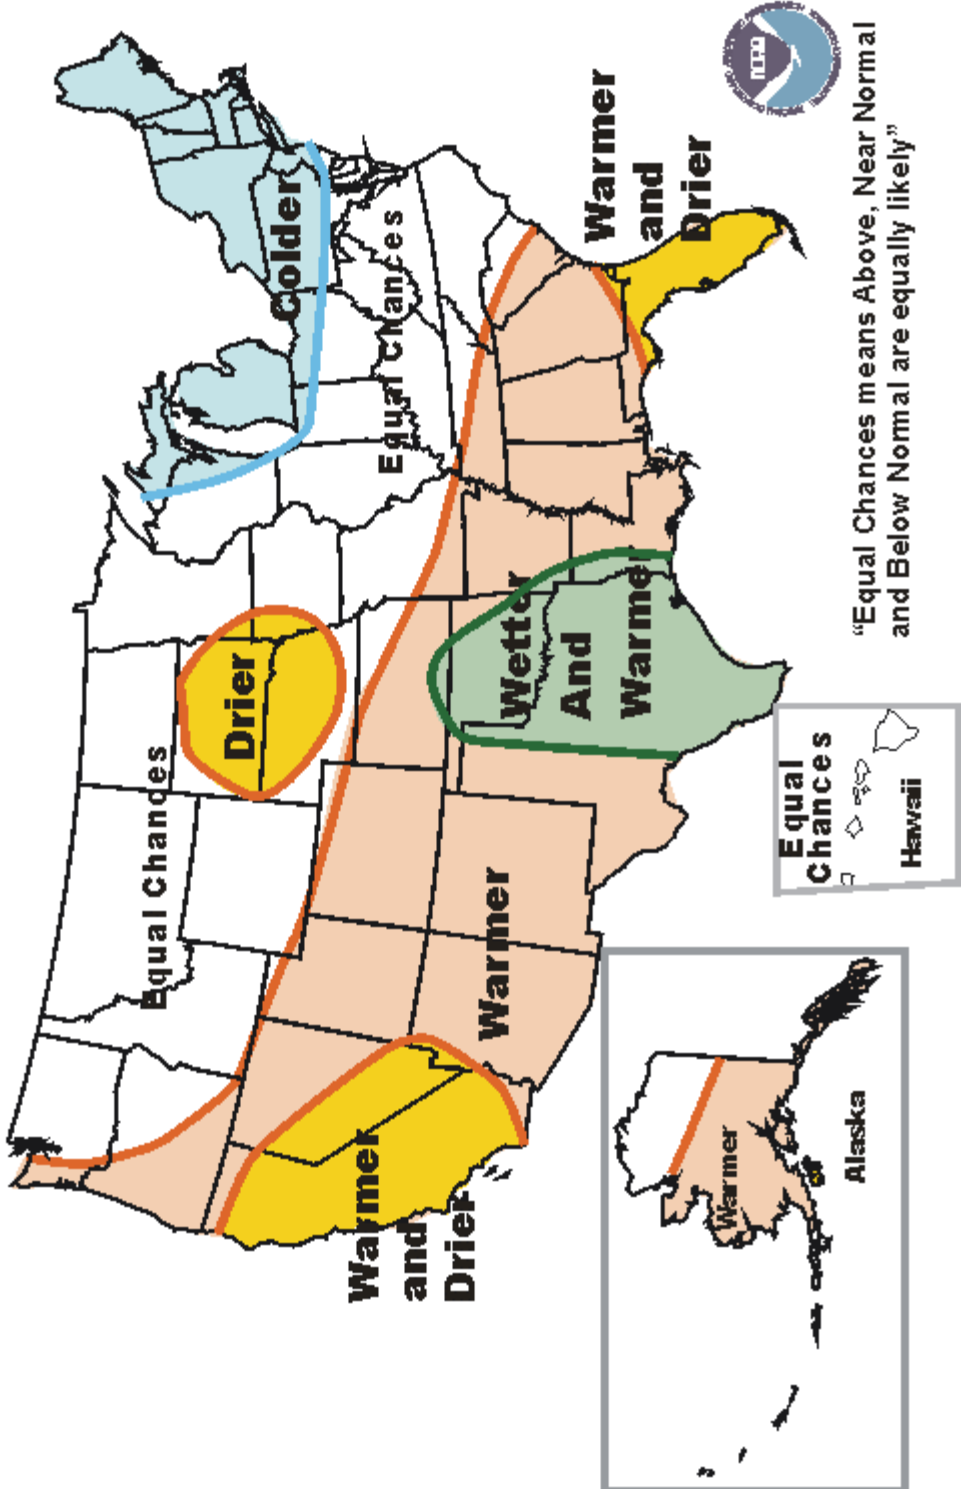 Equal Chances
Drier
Colder
Equal Chances
Warmer
and
Drier
Warmer
Wetter
And
Warmer
Warmer
and
Drier
Warmer
Alaska
Equal
Chances
Hawaii
NOAA
“Equal Chances means Above, Near Normal
and Below Normal are equally likely”